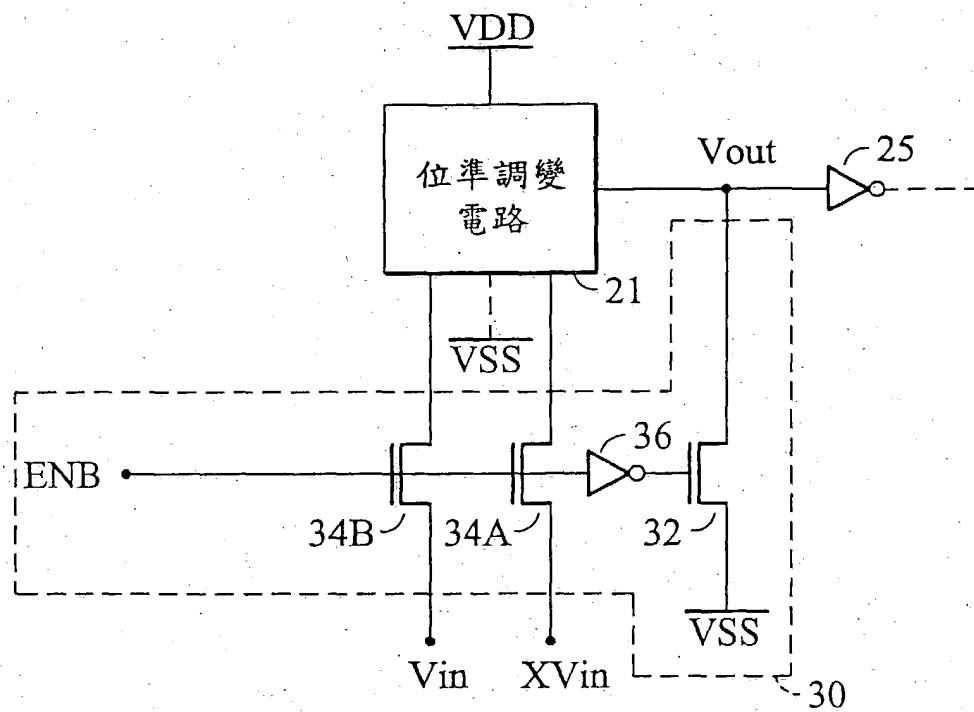 VDD
位準調變
電路
Vout
25
21
VSS
ENB
34B
34A
36
32
VSS
Vin
XVin
30